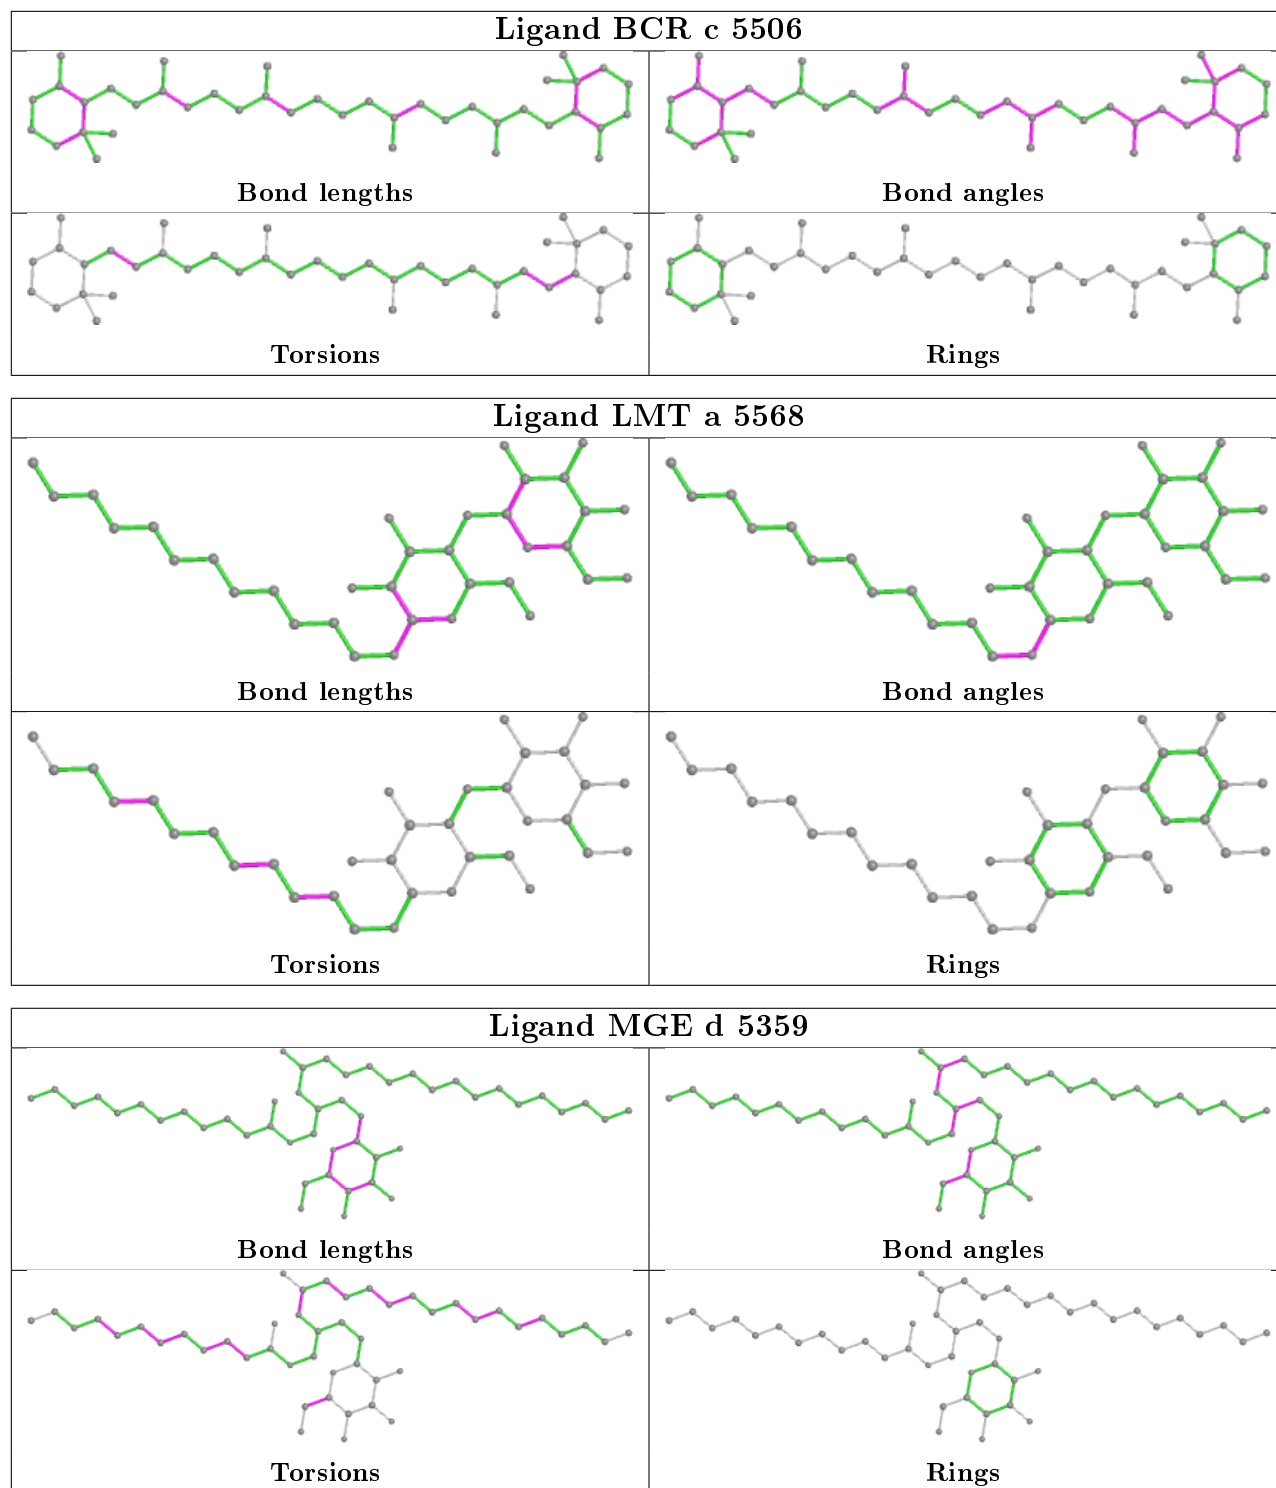 Ligand BCR c 5506
Bond lengths
Bond angles
Torsions
Rings
Ligand LMT a 5568
Bond lengths
Bond angles
Torsions
Rings
Ligand MGE d 5359
Bond lengths
Bond angles
Torsions
Rings